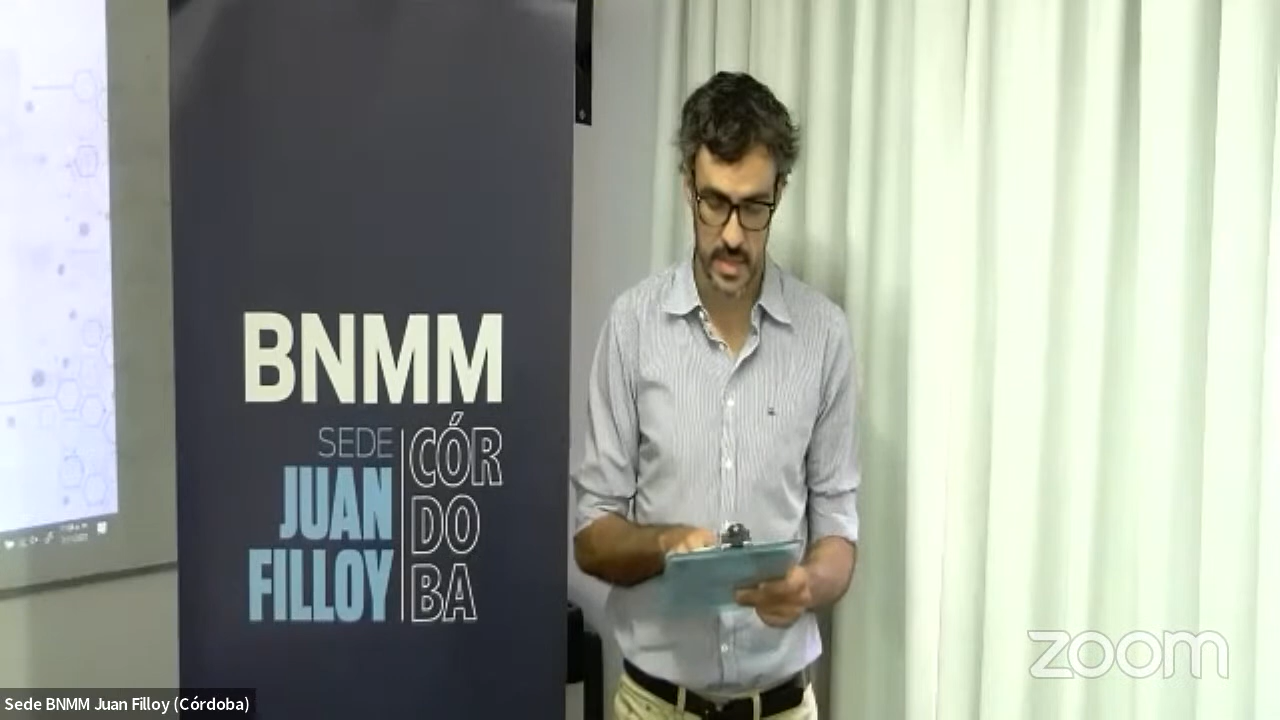 BNMM
SEDE
JUAN
FILLOY
CÓR
DO
BA
zoom
Sede BNMM Juan Filloy (Córdoba)